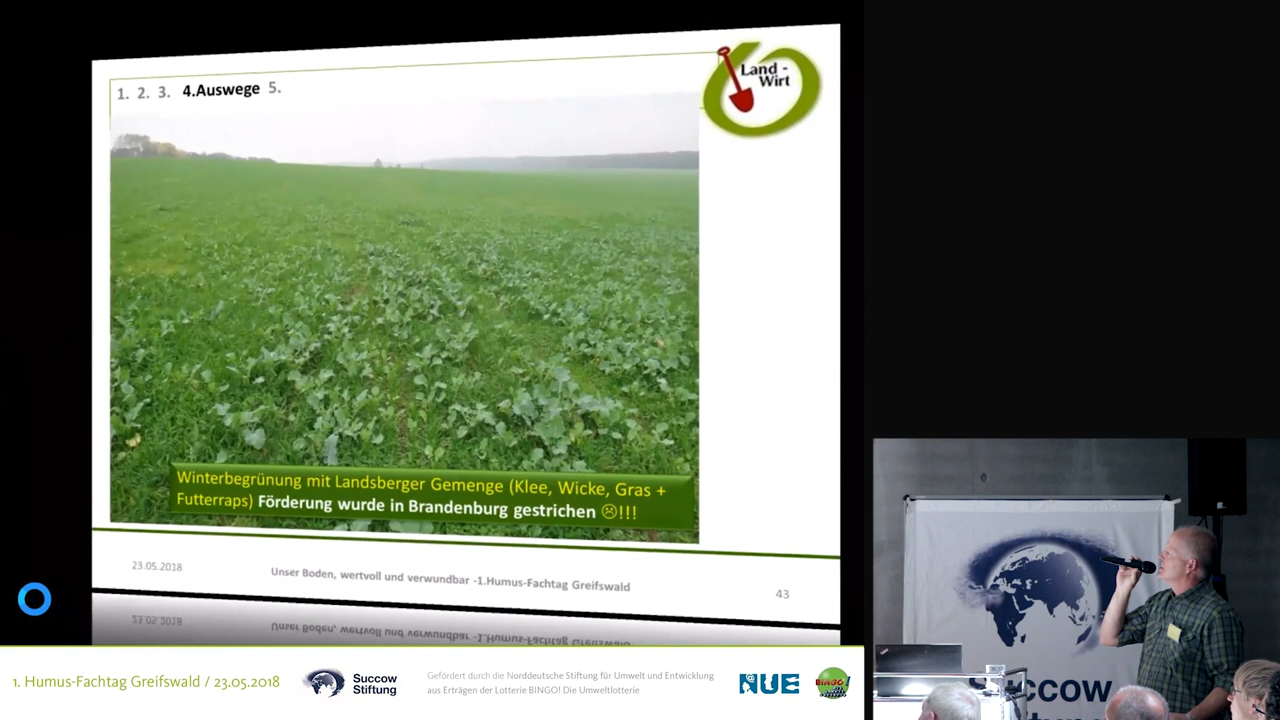 1. 2. 3. 4.Auswege 5.
Land -
Wirt
Winterbegrünung mit Landsberger Gemenge (Klee, Wicke, Gras +
Futterraps) Förderung wurde in Brandenburg gestrichen ☹!!!
23.05.2018
Unser Boden, wertvoll und verwundbar -1.Humus-Fachtag Greifswald
43
1. Humus-Fachtag Greifswald / 23.05.2018
Succow
Stiftung
Gefördert durch die Norddeutsche Stiftung für Umwelt und Entwicklung
aus Erträgen der Lotterie BINGO! Die Umweltlotterie
NUE
BINGO!